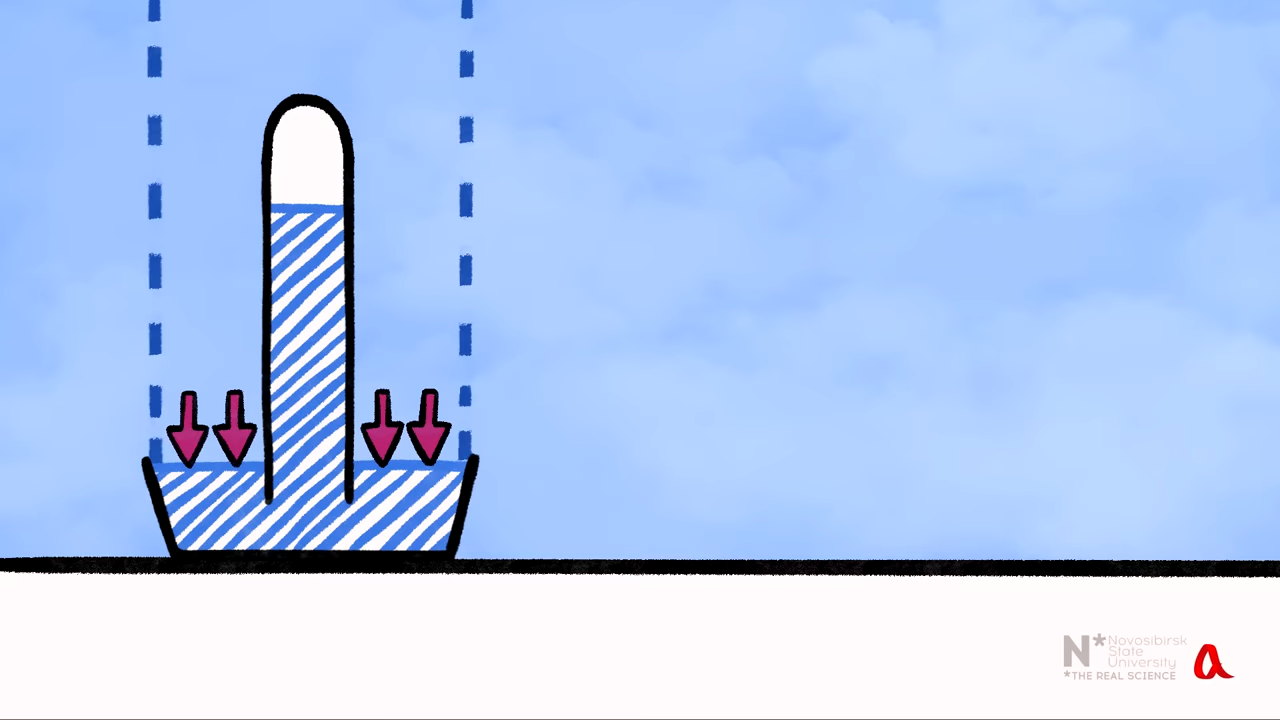 N*
Novosibirsk
State
University
*THE REAL SCIENCE
a